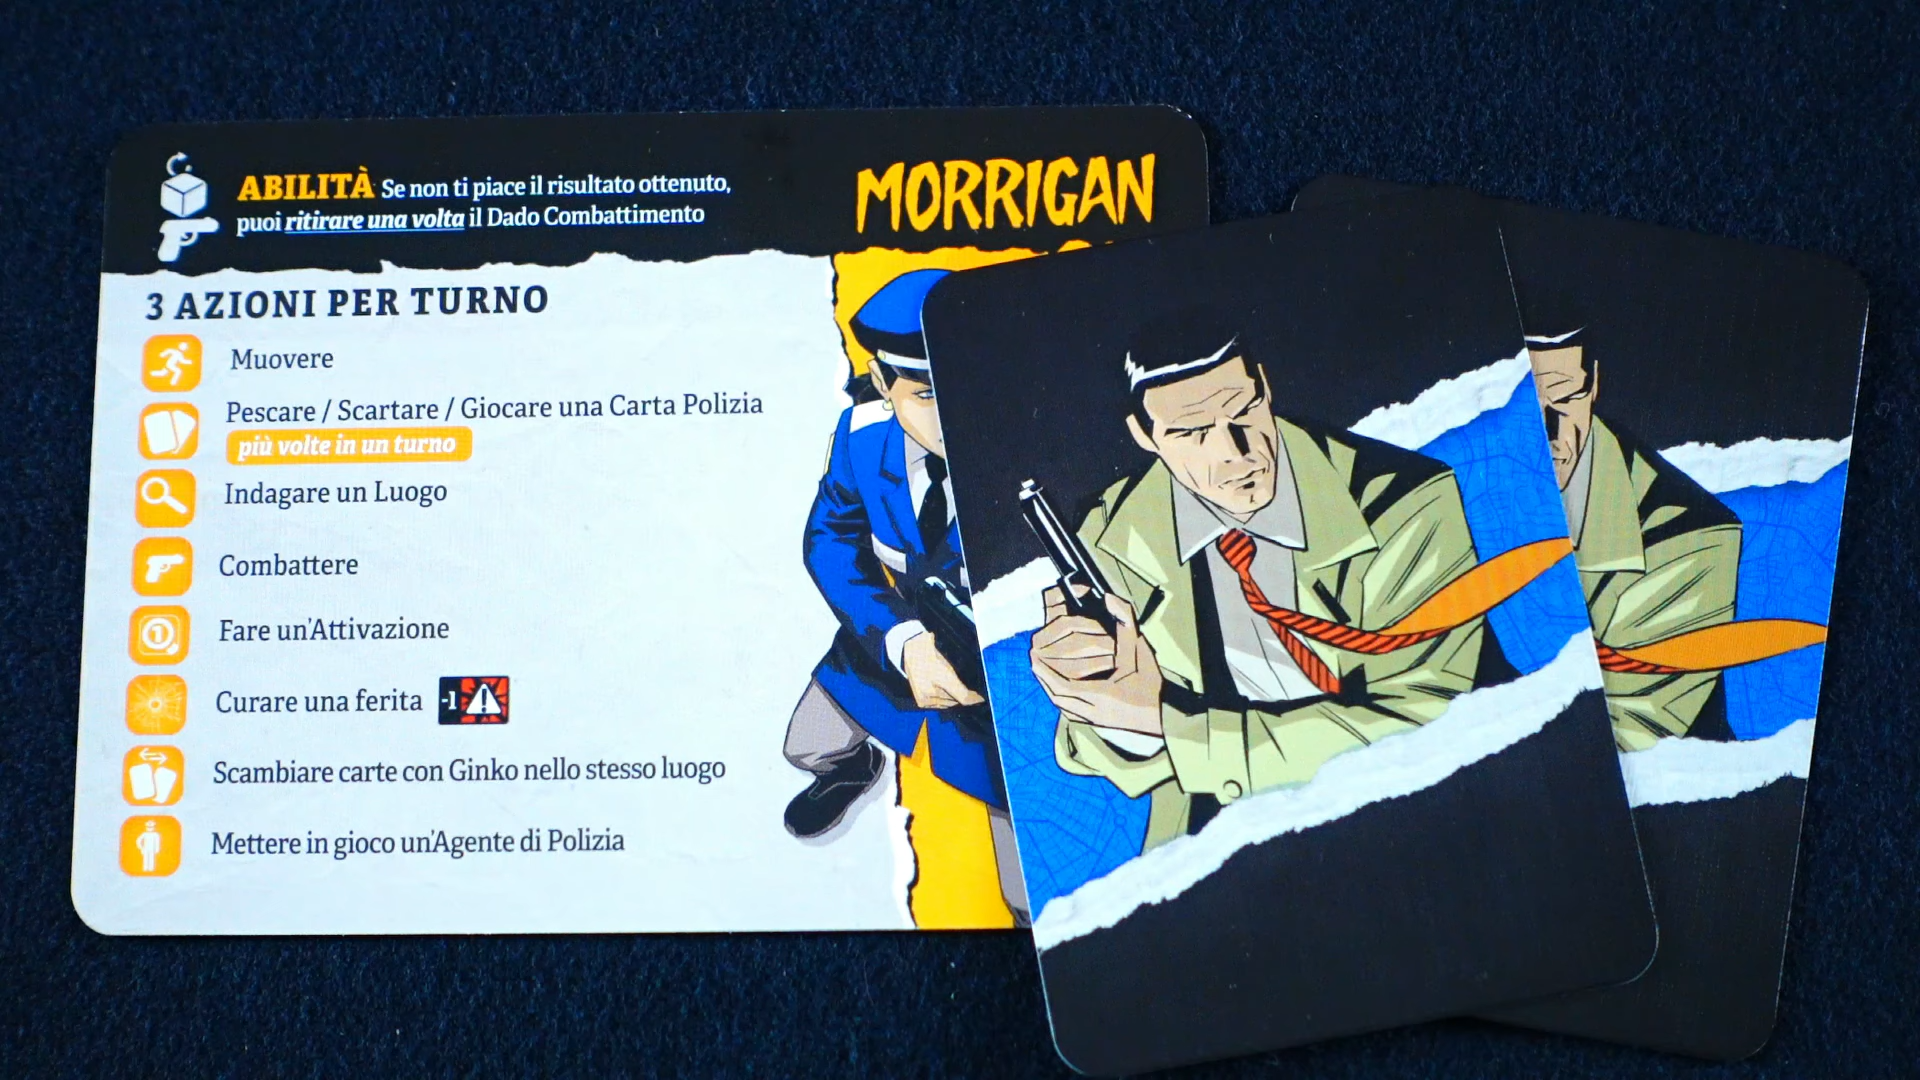 ABILITÀ Se non ti piace il risultato ottenuto,
puoi ritirare una volta il Dado Combattimento
MORRIGAN
3 AZIONI PER TURNO
Muovere
Pescare / Scartare / Giocare una Carta Polizia
più volte in un turno
Indagare un Luogo
Combattere
1
Fare un'Attivazione
Curare una ferita -1
Scambiare carte con Ginko nello stesso luogo
Mettere in gioco un'Agente di Polizia